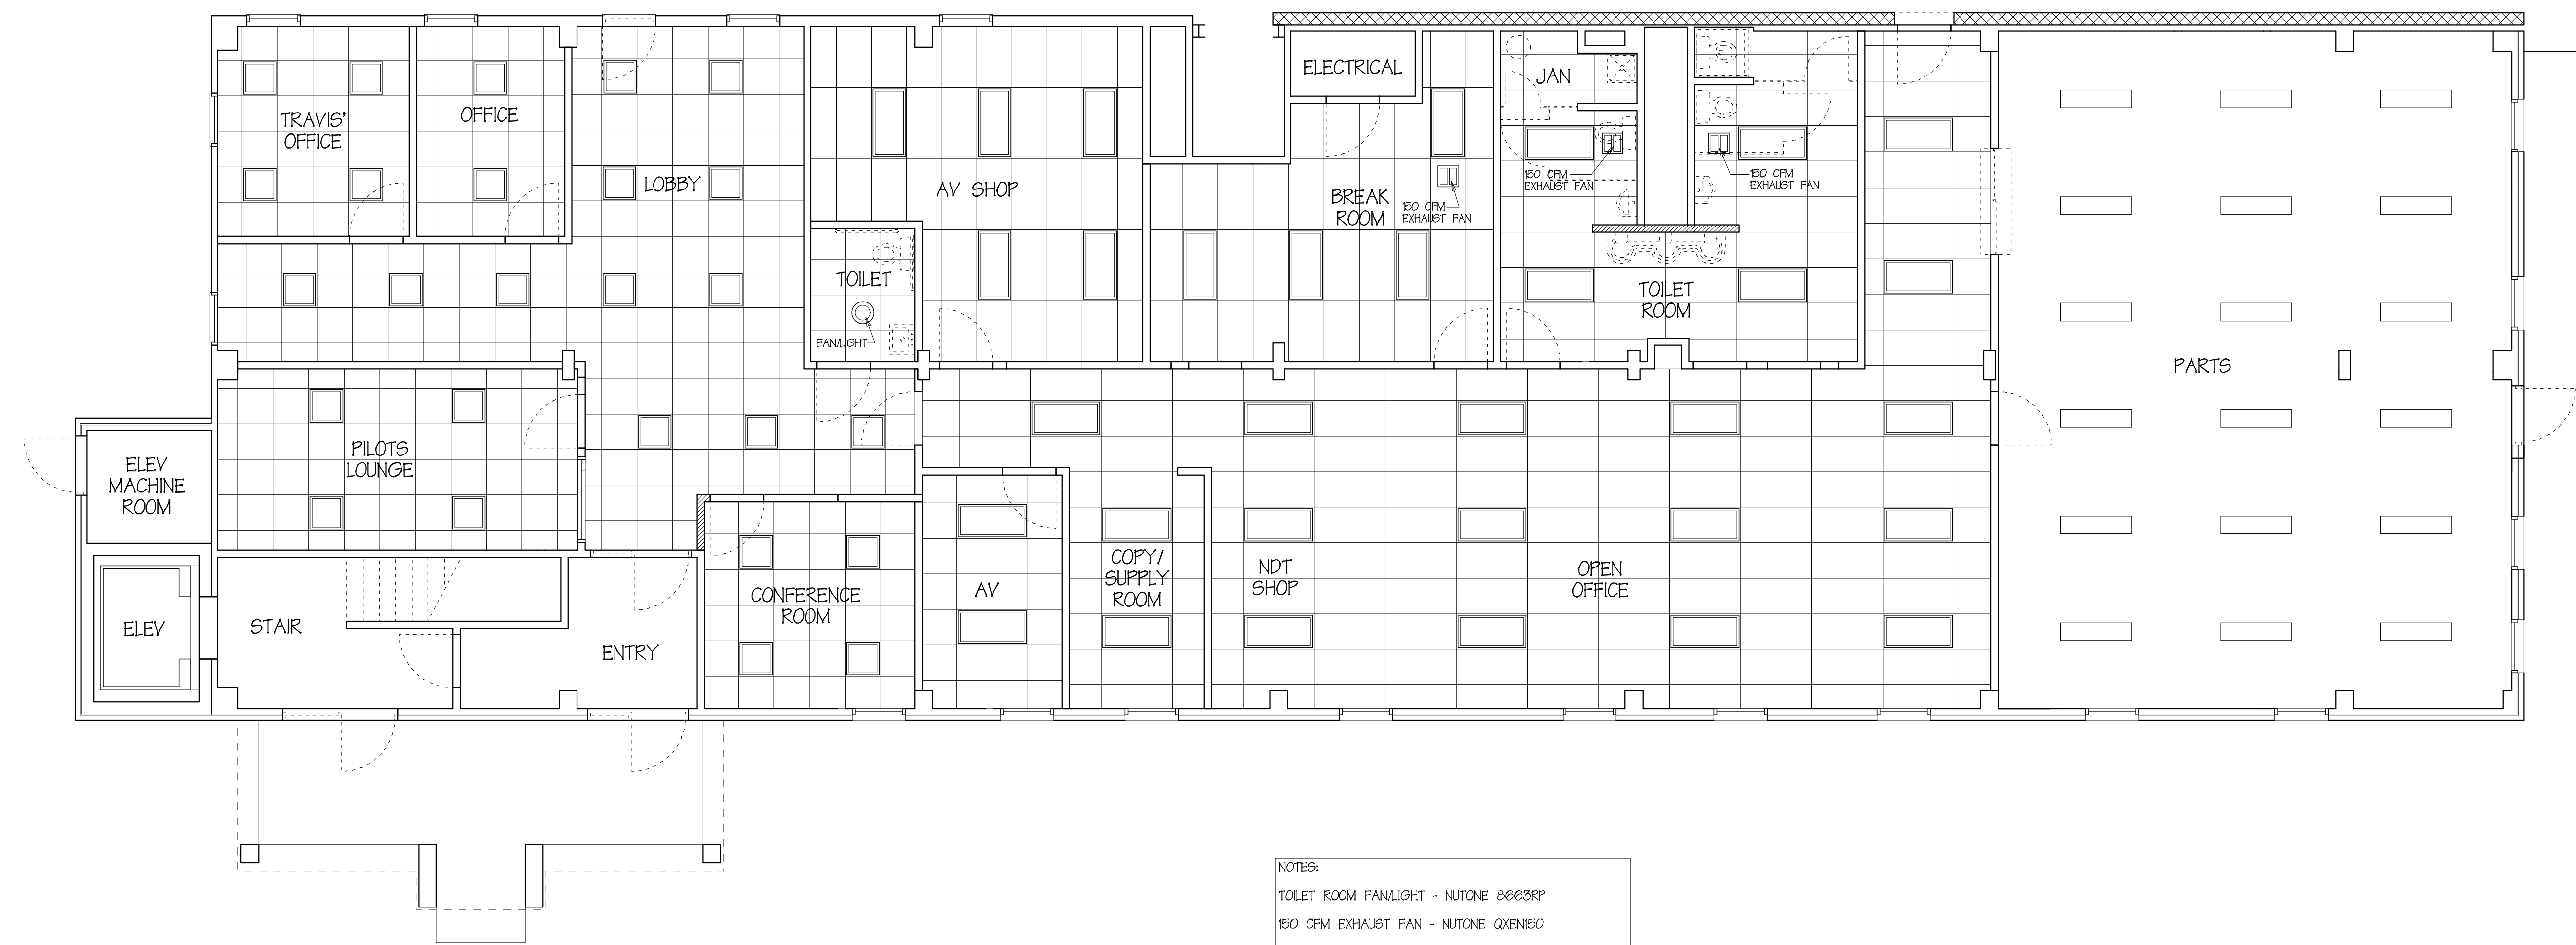 ELECTRICAL
JAN
TRAVIS'
OFFICE
OFFICE
LOBBY
AV SHOP
BREAK
ROOM
150 CFM
EXHAUST FAN
150 CFM
EXHAUST FAN
150 CFM
EXHAUST FAN
TOILET
FAN/LIGHT
TOILET
ROOM
PARTS
PILOTS
LOUNGE
ELEV
MACHINE
ROOM
ELEV
STAIR
ENTRY
CONFERENCE
ROOM
AV
COPY/
SUPPLY
ROOM
NDT
SHOP
OPEN
OFFICE
NOTES:
TOILET ROOM FAN/LIGHT - NUTONE 8663RP
150 CFM EXHAUST FAN - NUTONE QXEN150